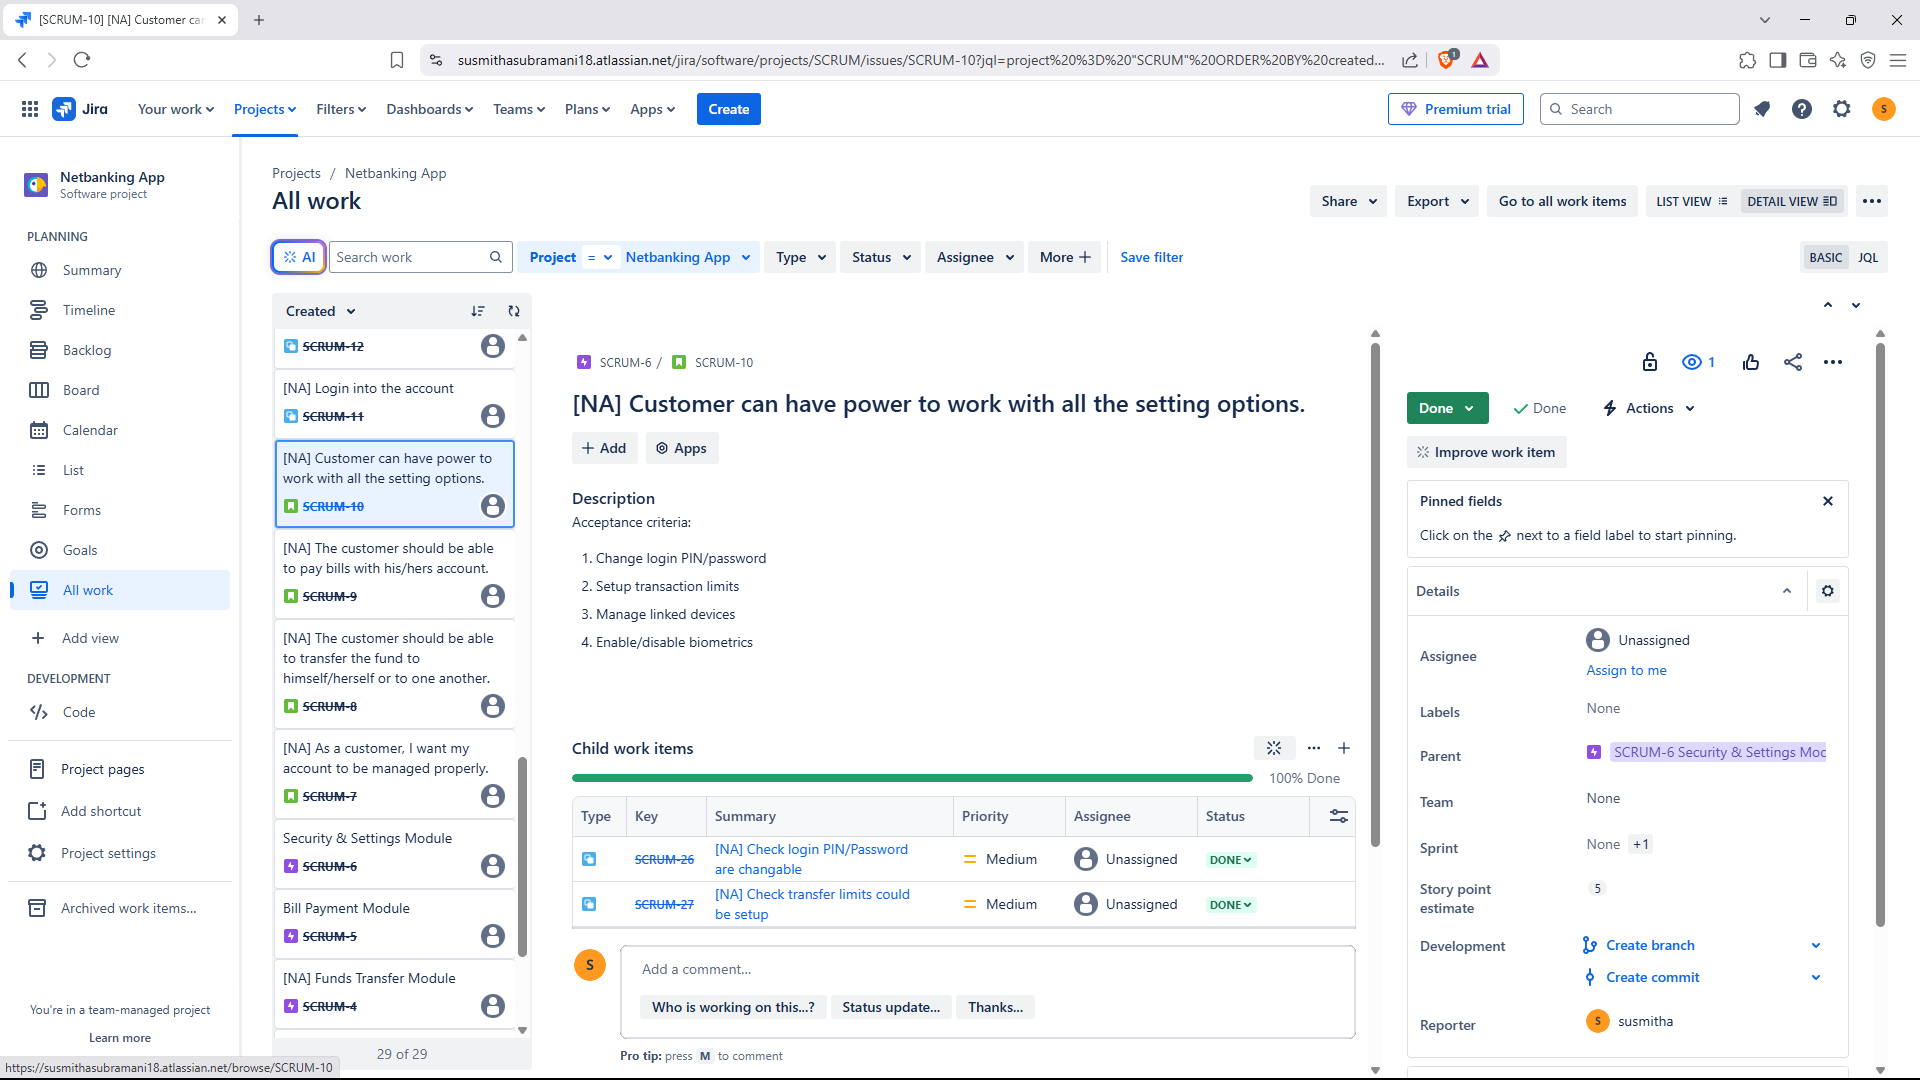 [SCRUM-10] [NA] Customer ca
susmithasubramani18.atlassian.net/jira/software/projects/SCRUM/issues/SCRUM-10?jql=project%20%3D%20"SCRUM"%20ORDER%20BY%20created...
1
Jira
Your work
Projects
Filters
Dashboards
Teams
Plans
Apps
Create
Premium trial
Search
S
Netbanking App
Software project
PLANNING
Summary
Timeline
Backlog
Board
Calendar
List
Forms
Goals
All work
Add view
DEVELOPMENT
Code
Project pages
Add shortcut
Project settings
Archived work items...
You're in a team-managed project
Learn more
https://susmithasubramani18.atlassian.net/browse/SCRUM-10
Projects / Netbanking App
All work
Share
Export
Go to all work items
LIST VIEW
DETAIL VIEW
AI
Search work
Project = Netbanking App
Type
Status
Assignee
More
Save filter
BASIC
JQL
Created
SCRUM-12
[NA] Login into the account
SCRUM-11
[NA] Customer can have power to
work with all the setting options.
SCRUM-10
[NA] The customer should be able
to pay bills with his/hers account.
SCRUM-9
[NA] The customer should be able
to transfer the fund to
himself/herself or to one another.
SCRUM-8
[NA] As a customer, I want my
account to be managed properly.
SCRUM-7
Security & Settings Module
SCRUM-6
Bill Payment Module
SCRUM-5
[NA] Funds Transfer Module
SCRUM-4
29 of 29
SCRUM-6 / SCRUM-10
[NA] Customer can have power to work with all the setting options.
Add
Apps
Description
Acceptance criteria:
1. Change login PIN/password
2. Setup transaction limits
3. Manage linked devices
4. Enable/disable biometrics
Child work items
100% Done
Type Key Summary Priority Assignee Status
SCRUM-26 [NA] Check login PIN/Password Medium Unassigned DONE
are changable
SCRUM-27 [NA] Check transfer limits could Medium Unassigned DONE
be setup
S
Add a comment...
Who is working on this...?
Status update...
Thanks...
Pro tip: press M to comment
1
Done
Done
Actions
Improve work item
Pinned fields
Click on the next to a field label to start pinning.
Details
Assignee
Unassigned
Assign to me
Labels
None
Parent
SCRUM-6 Security & Settings Moc
Team
None
Sprint
None +1
Story point
estimate
5
Development
Create branch
Create commit
Reporter
S susmitha